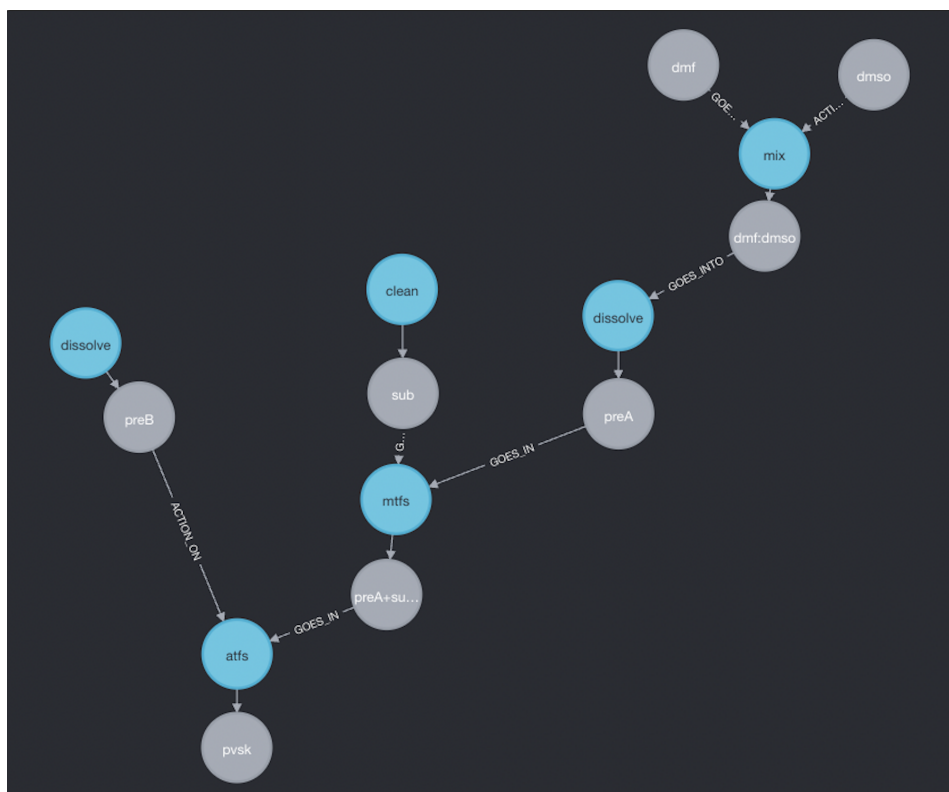 dmf
dmso
GOE...
ACTI...
mix
dmf:dmso
GOES_INTO
clean
dissolve
dissolve
sub
preA
preB
G...
GOES_IN
mtfs
ACTION_ON
preA+su...
GOES_IN
atfs
pvsk